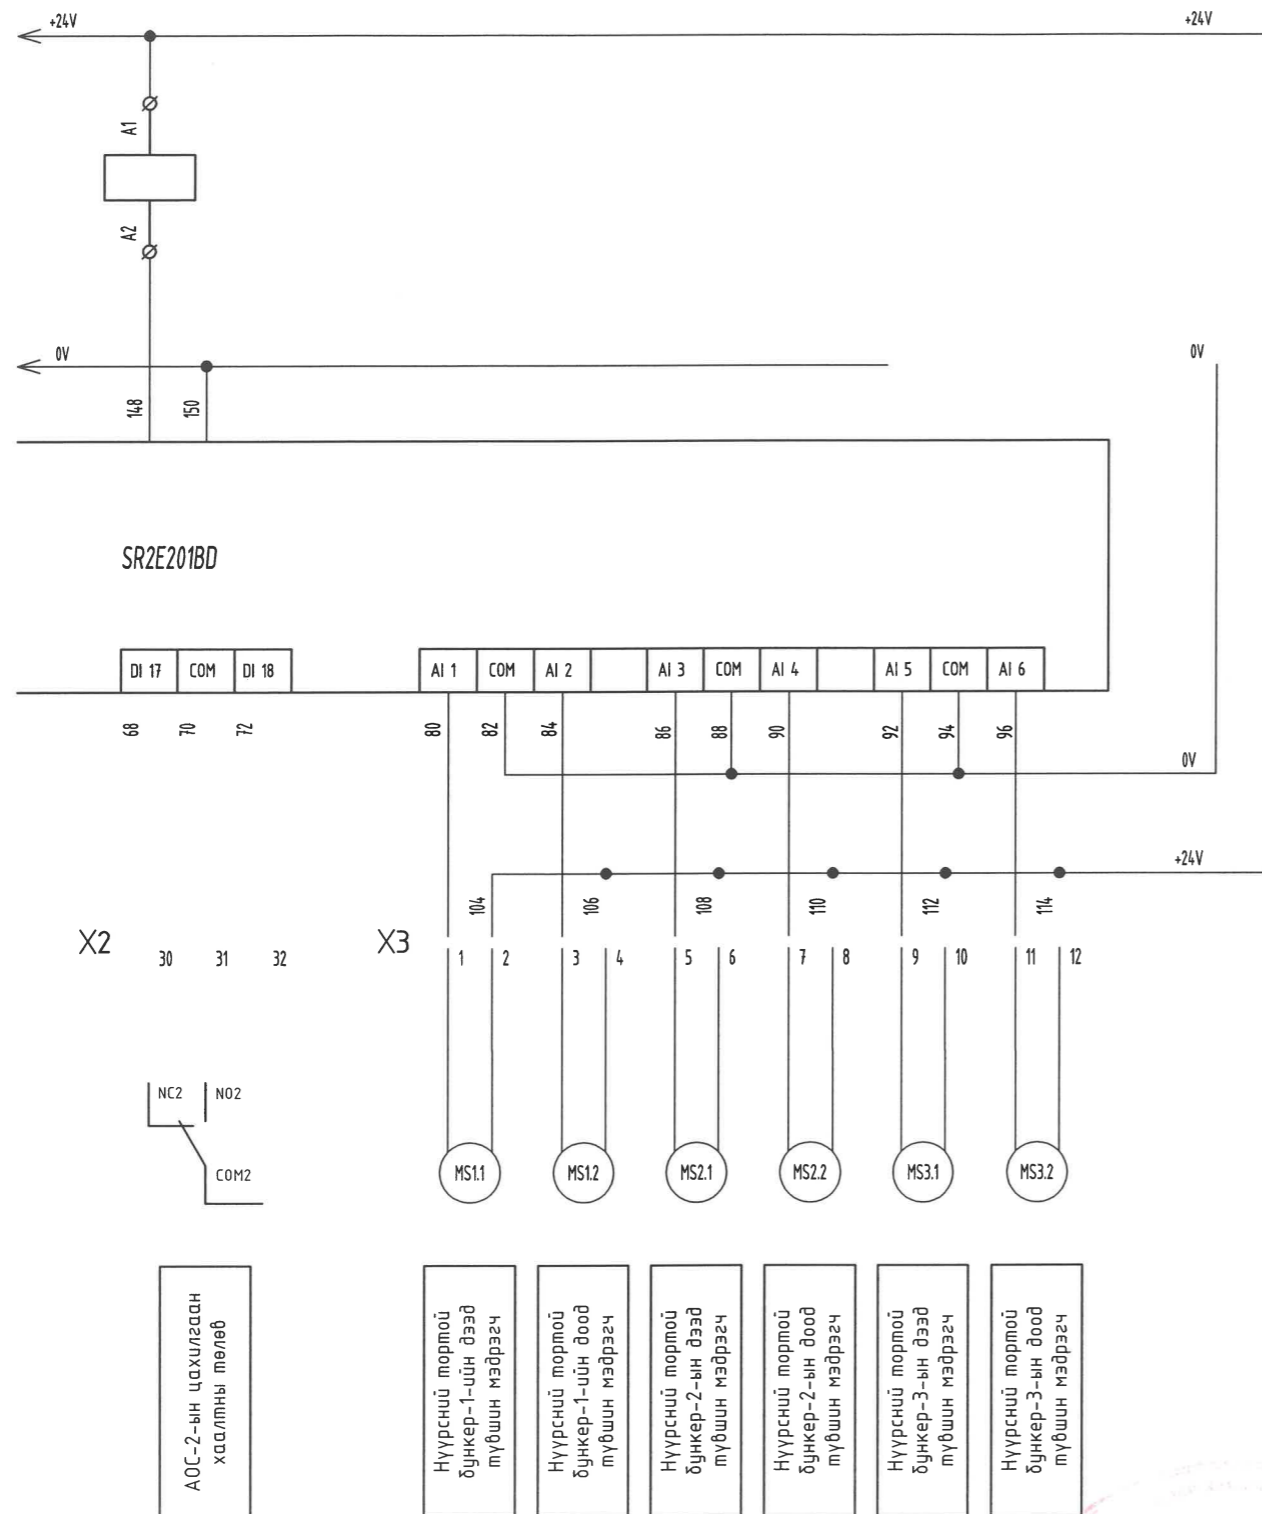 +24V
+24V
A1
A2
0V
0V
148
150
SR2E201BD
DI 17 COM DI 18
AI 1 COM AI 2 AI 3 COM AI 4 AI 5 COM AI 6
68 70 72 80 82 84 86 88 90 92 94 96
0V
+24V
104 106 108 110 112 114
X2 30 31 32
X3 1 2 3 4 5 6 7 8 9 10 11 12
NC2 NO2
COM2
MS1.1 MS1.2 MS2.1 MS2.2 MS3.1 MS3.2
АОС-2-ын цахилгаан
хаалтны төлөв
Нүүрсний тортой
бункер-1-ийн дээд
түвшин мэдрэгч
Нүүрсний тортой
бункер-1-ийн доод
түвшин мэдрэгч
Нүүрсний тортой
бункер-2-ын дээд
түвшин мэдрэгч
Нүүрсний тортой
бункер-2-ын доод
түвшин мэдрэгч
Нүүрсний тортой
бункер-3-ын дээд
түвшин мэдрэгч
Нүүрсний тортой
бункер-3-ын доод
түвшин мэдрэгч